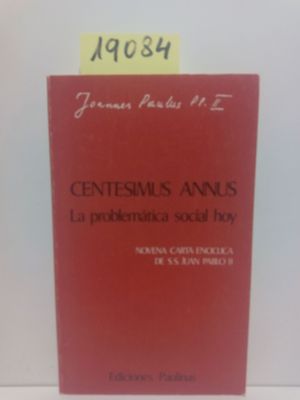 19084
Joannes Paulus PP. II
CENTESIMUS ANNUS
La problemática social hoy
NOVENA CARTA ENCICLICA
DE S.S. JUAN PABLO II
Ediciones Paulinas